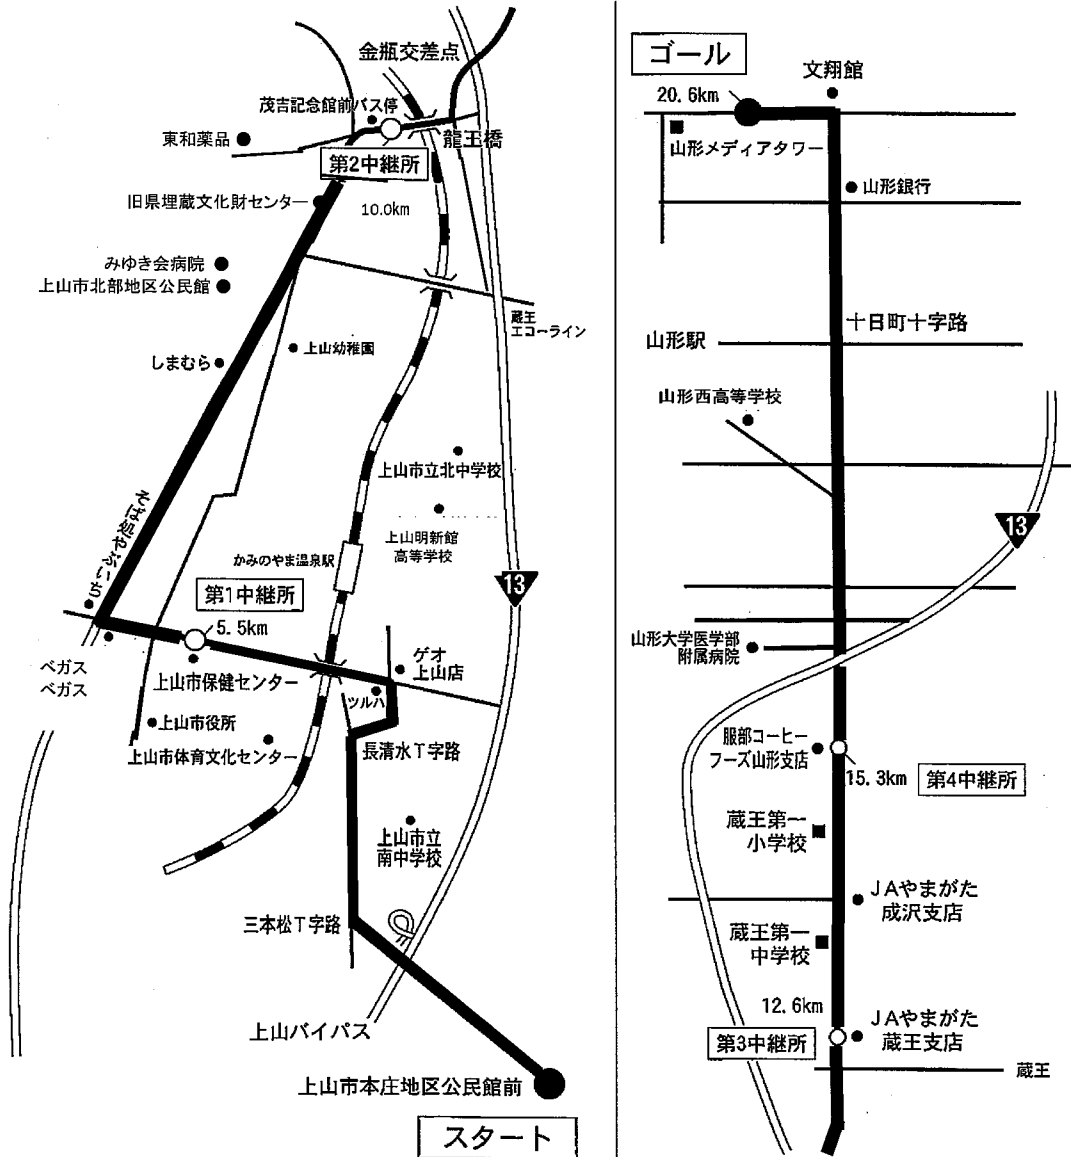 金瓶交差点
茂吉記念館前バス停
東和薬品
龍王橋
第2中継所
旧県埋蔵文化財センター
10.0km
みゆき会病院
上山市北部地区公民館
蔵王
エコーライン
しまむら
上山幼稚園
上山市立北中学校
そば処やぶいち
上山明新館
高等学校
かみのやま温泉駅
13
第1中継所
5.5km
ベガス
ベガス
ゲオ
上山店
上山市保健センター
ツルハ
上山市役所
長清水T字路
上山市体育文化センター
上山市立
南中学校
三本松T字路
上山バイパス
上山市本庄地区公民館前
スタート
ゴール
文翔館
20.6km
山形メディアタワー
山形銀行
十日町十字路
山形駅
山形西高等学校
13
山形大学医学部
附属病院
服部コーヒー
フーズ山形支店
15.3km
第4中継所
蔵王第一
小学校
JAやまがた
成沢支店
蔵王第一
中学校
12.6km
JAやまがた
蔵王支店
第3中継所
蔵王